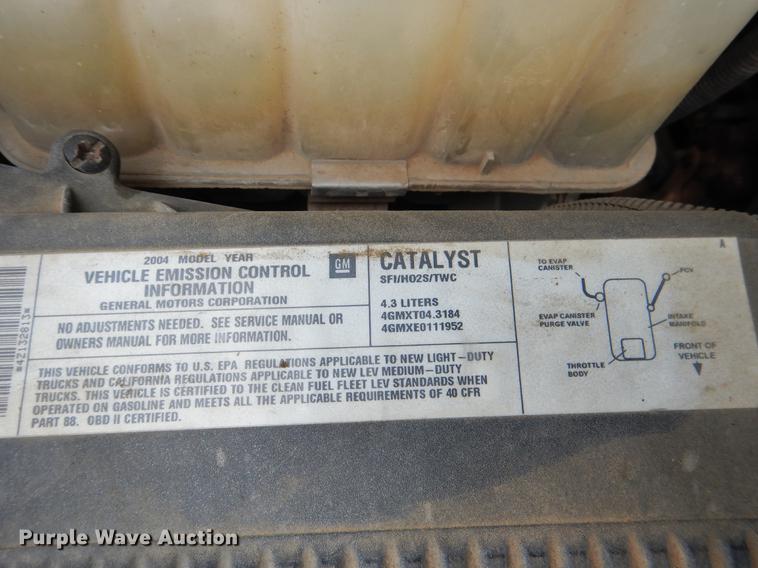 2004 MODEL YEAR
VEHICLE EMISSION CONTROL
INFORMATION
GENERAL MOTORS CORPORATION
GM
NO ADJUSTMENTS NEEDED. SEE SERVICE MANUAL OR
OWNERS MANUAL FOR MORE INFORMATION.
CATALYST
SFI/HO2S/TWC
4.3 LITERS
4GMXT04.3184
4GMXE0111952
THIS VEHICLE CONFORMS TO U.S. EPA REGULATIONS APPLICABLE TO NEW LIGHT-DUTY
TRUCKS AND CALIFORNIA REGULATIONS APPLICABLE TO NEW LEV MEDIUM-DUTY
TRUCKS. THIS VEHICLE IS CERTIFIED TO THE CLEAN FUEL FLEET LEV STANDARDS WHEN
OPERATED ON GASOLINE AND MEETS ALL THE APPLICABLE REQUIREMENTS OF 40 CFR
PART 88. OBD II CERTIFIED.
*42132813*
A
TO EVAP
CANISTER
PCV
EVAP CANISTER
PURGE VALVE
INTAKE
MANIFOLD
THROTTLE
BODY
FRONT OF
VEHICLE
Purple Wave Auction